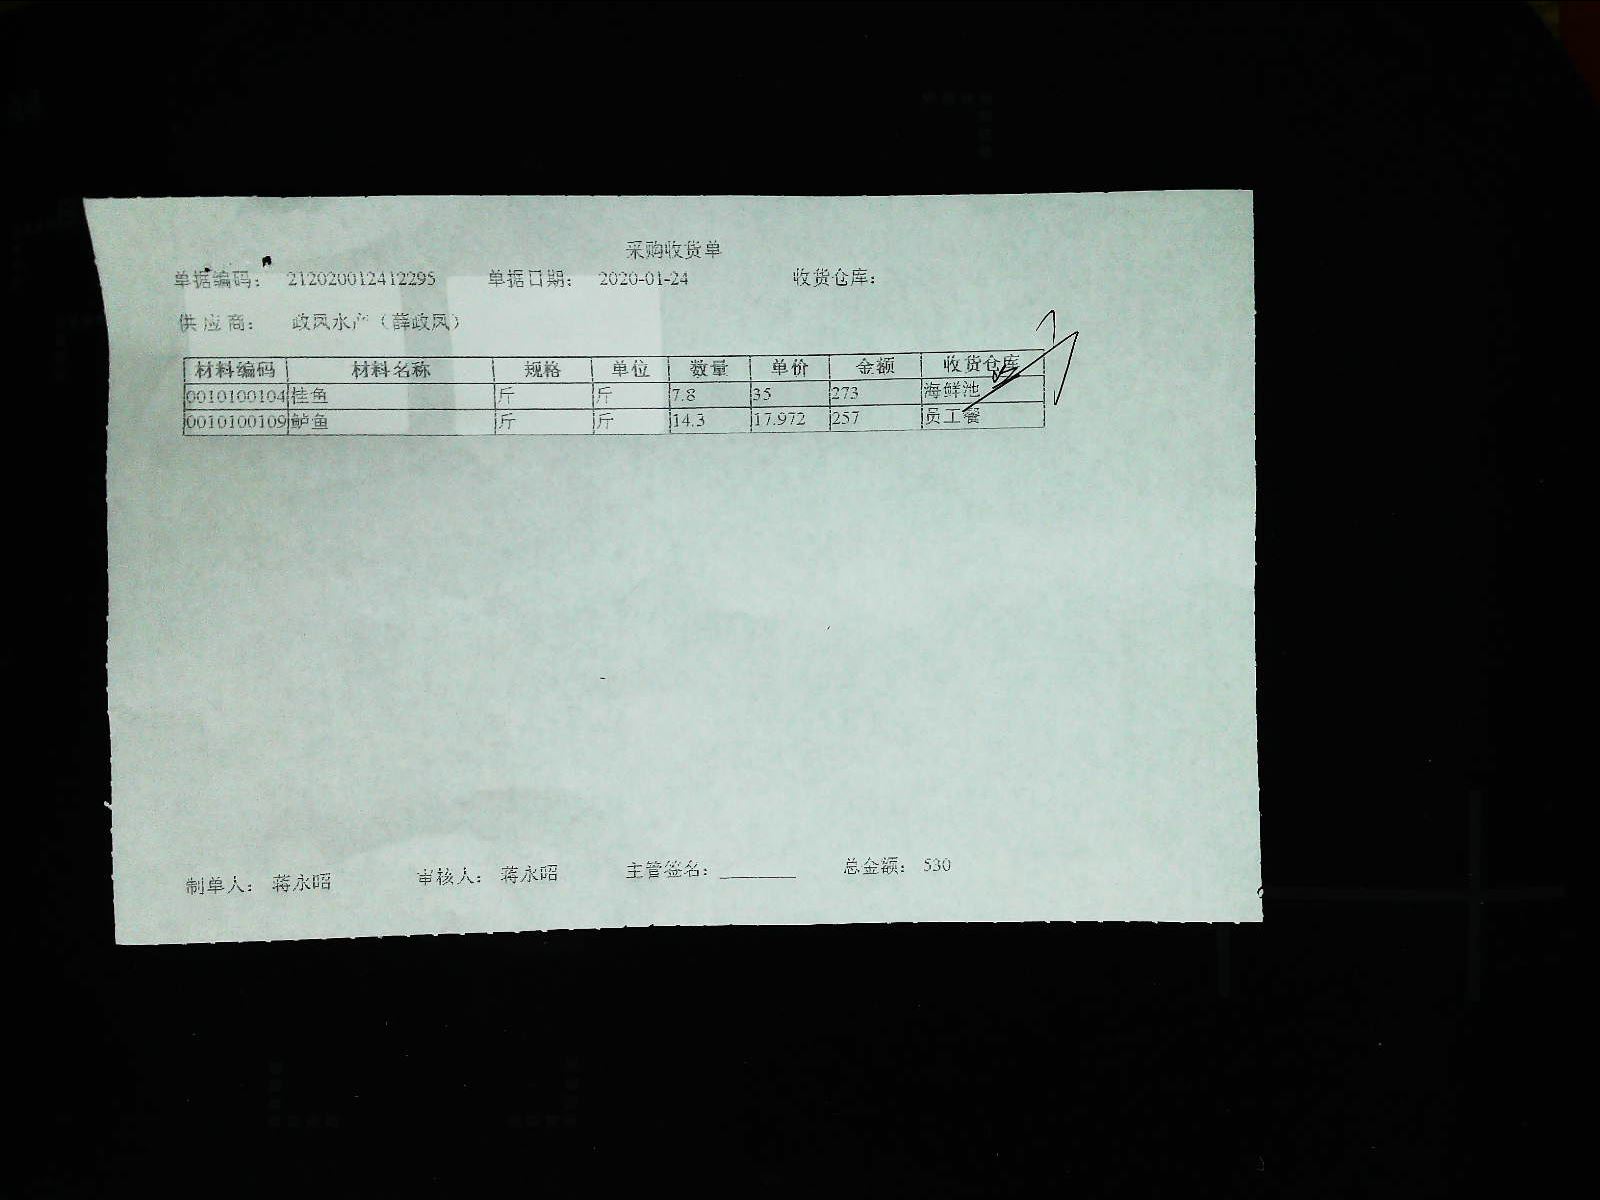 采购收货单
单据编码： 212020012412295 单据日期： 2020-01-24 收货仓库：
供应商： 政凤水产（薛政凤）
材料编码 材料名称 规格 单位 数量 单价 金额 收货仓库
0010100104 桂鱼 斤 斤 7.8 35 273 海鲜池
0010100109 鲈鱼 斤 斤 14.3 17.972 257 员工餐
制单人： 蒋永昭 审核人： 蒋永昭 主管签名：________ 总金额： 530